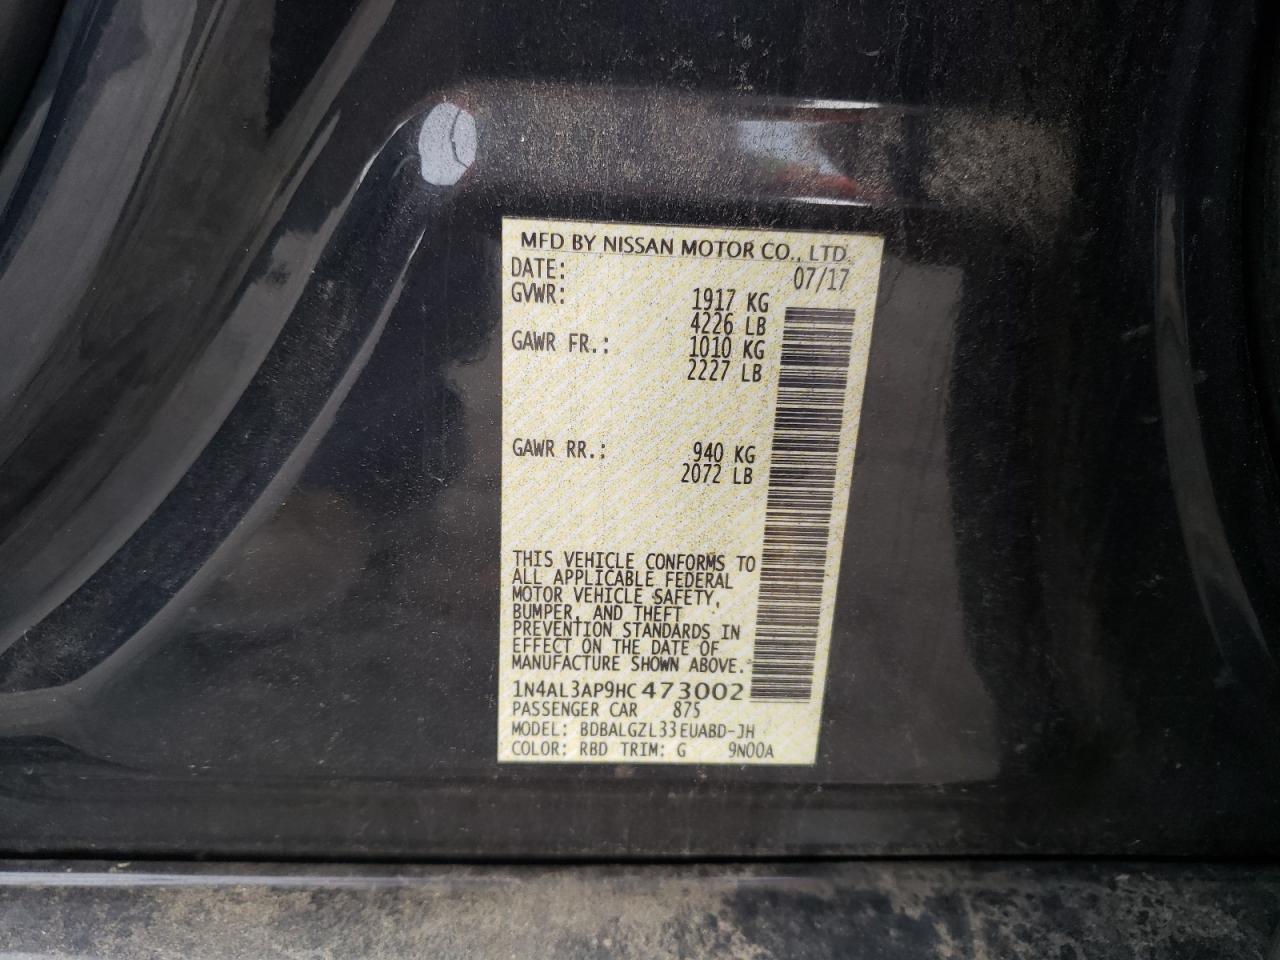 MFD BY NISSAN MOTOR CO., LTD.
DATE: 07/17
GVWR: 1917 KG
4226 LB
GAWR FR.: 1010 KG
2227 LB
GAWR RR.: 940 KG
2072 LB
THIS VEHICLE CONFORMS TO
ALL APPLICABLE FEDERAL
MOTOR VEHICLE SAFETY,
BUMPER, AND THEFT
PREVENTION STANDARDS IN
EFFECT ON THE DATE OF
MANUFACTURE SHOWN ABOVE.
1N4AL3AP9HC473002
PASSENGER CAR 875
MODEL: BDBALGZL33EUABD-JH
COLOR: RBD TRIM: G 9N00A